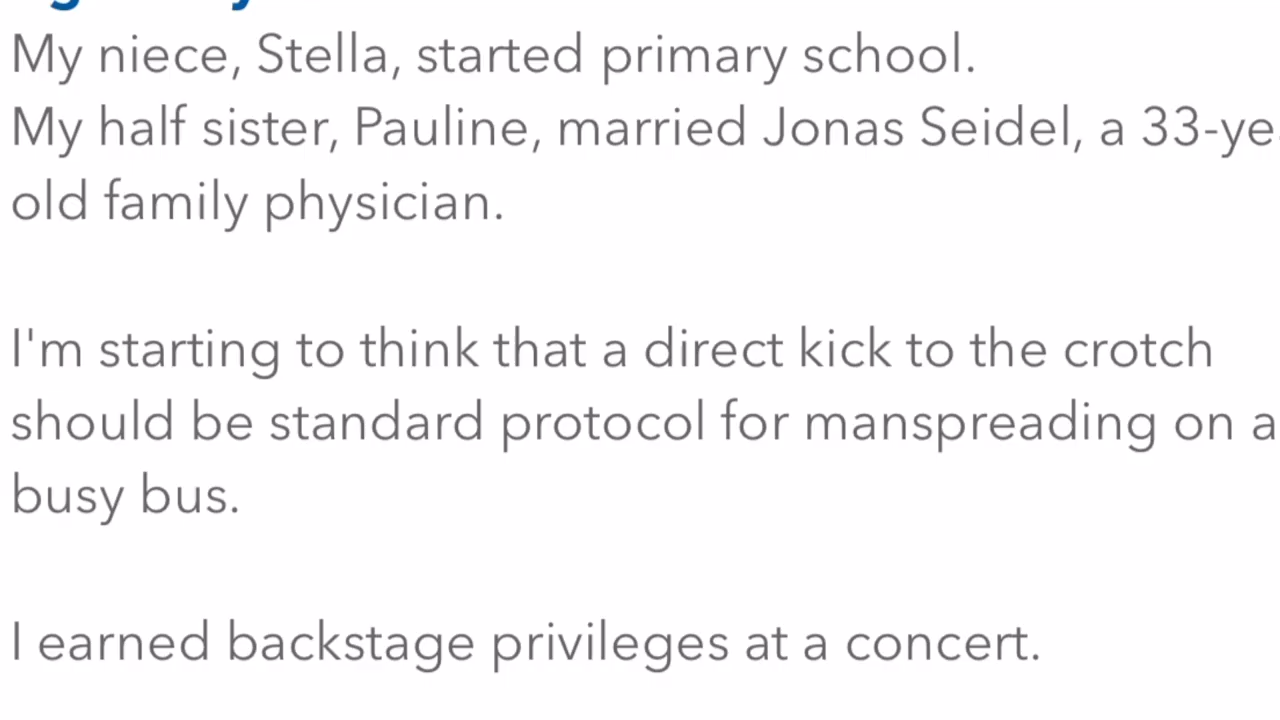 My niece, Stella, started primary school.
My half sister, Pauline, married Jonas Seidel, a 33-ye
old family physician.
I'm starting to think that a direct kick to the crotch
should be standard protocol for manspreading on a
busy bus.
I earned backstage privileges at a concert.